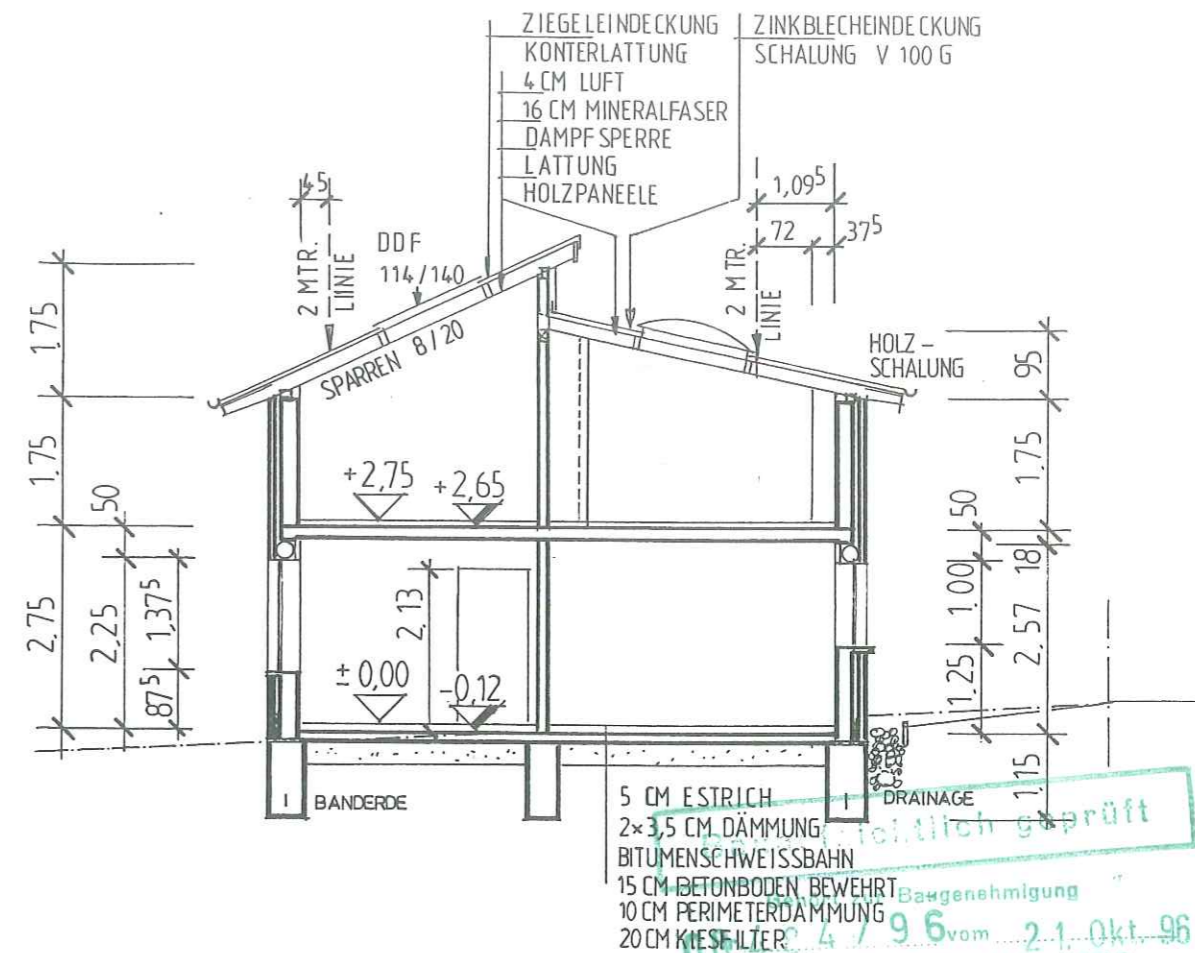 ZIEGELEINDECKUNG
KONTERLATTUNG
4 CM LUFT
16 CM MINERALFASER
DAMPFSPERRE
LATTUNG
HOLZPANEELE
ZINKBLECHEINDECKUNG
SCHALUNG V 100 G
45
2 MTR.
LINIE
DDF
114/140
SPARREN 8/20
1,09⁵
72
37⁵
2 MTR.
LINIE
HOLZ-
SCHALUNG
1,75
1,75
2,75
50
2,25
1,37⁵
,87⁵
+2,75
+2,65
2,13
± 0,00
-0,12
95
1,75
18
2,57
1,15
50
1,00
1,25
BANDERDE
DRAINAGE
5 CM ESTRICH
2×3,5 CM DÄMMUNG
BITUMENSCHWEISSBAHN
15 CM BETONBODEN BEWEHRT
10 CM PERIMETERDÄMMUNG
20 CM KIESFILTER
geprüft
zur Baugenehmigung
4 / 96 vom 21. Okt. 96